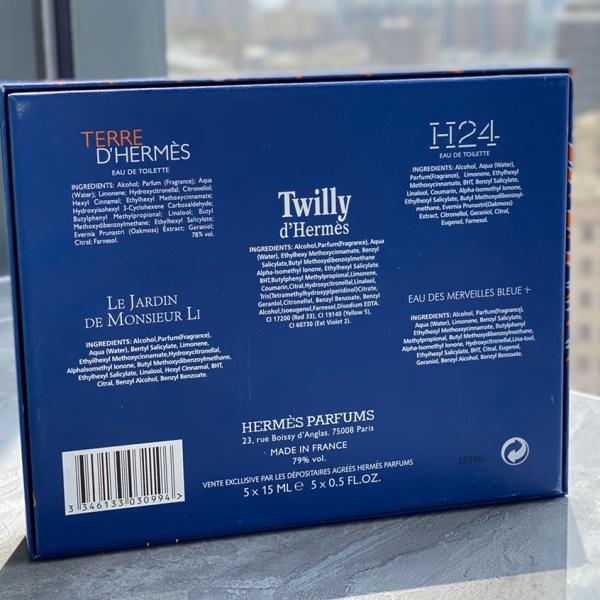 TERRE
D'HERMÈS
EAU DE TOILETTE
INGREDIENTS: Alcohol; Parfum (Fragrance); Aqua
(Water); Limonene; Hydroxycitronellal; Citronellol;
Hexyl Cinnamal; Ethylhexyl Methoxycinnamate;
Hydroxyisohexyl 3-Cyclohexene Carboxaldehyde;
Butylphenyl Methylpropional; Linalool; Butyl
Methoxydibenzoylmethane; Ethylhexyl Salicylate;
Evernia Prunastri (Oakmoss) Extract; Geraniol;
Citral; Farnesol. 78% vol.
H24
EAU DE TOILETTE
INGREDIENTS: Alcohol, Aqua (Water),
Parfum(Fragrance), Limonene, Ethylhexyl
Methoxycinnamate, BHT, Benzyl Salicylate,
Linalool, Coumarin, Alpha-Isomethyl Ionone,
Ethylhexyl Salicylate, Butyl Methoxydibenzoyl-
methane, Evernia Prunastri(Oakmoss)
Extract, Citronellol, Geraniol, Citral,
Eugenol, Farnesol.
Twilly
d'Hermès
INGREDIENTS: Alcohol,Parfum(Fragrance), Aqua
(Water), Ethylhexy Methoxycinnamate, Benzyl
Salicylate,Butyl Methoxydibenzoylmethane
Alpha-Isomethyl Ionone, Ethylhexyl Salicylate.
BHT,Butylphenyl Methylpropional,Limonene,
Coumarin,Citral,Hydroxycitronellal,Linalool,
Tris(Tetramethylhydroxypiperidinol)Citrate,
Geraniol,Citronellol, Benzyl Benzoate, Benzyl
Alcohol,Isoeugenol,Farnesol,Disodium EDTA.
CI 17200 (Red 33), CI 19140 (Yellow 5),
CI 60730 (Ext Violet 2).
LE JARDIN
DE MONSIEUR LI
INGREDIENTS: Alcohol,Parfum(Fragrance),
Aqua (Water), Bentyl Salicylate, Limonene,
Ethylhexyl Methoxycinnamate,Hydroxycitronellal,
AlphaIsomethyl Ionone, Butyl Methoxydibenzoylmethane,
Ethylhexyl Salicylate, Linalool, Hexyl Cinnamal, BHT,
Citral, Benzyl Alcohol, Benzyl Benzoate.
EAU DES MERVEILLES BLEUE+
INGREDIENTS: Alcohol, Parfum(Fragrance),
Aqua(Water), Limonene, Benzyl Salicylate,
Ethylhexyl Methoxycinnamate, Butylphenyl
Methylpropional, Butyl Methoxydibenzoylmethane,
Alpha-Isomethyl Ionone, Hydroxycitronellal,Lina-lool,
Ethylhexyl Salicylate, BHT, Citral, Eugenol, Coumarin,
Geraniol, Benzyl Alcohol, Benzyl Benzoate.
HERMÈS PARFUMS
23, rue Boissy d'Anglas. 75008 Paris
MADE IN FRANCE
79% vol.
VENTE EXCLUSIVE PAR LES DÉPOSITAIRES AGRÉÉS HERMÈS PARFUMS
5 x 15 ML ℮ 5 x 0.5 FL.OZ.
3 346133 030994 >